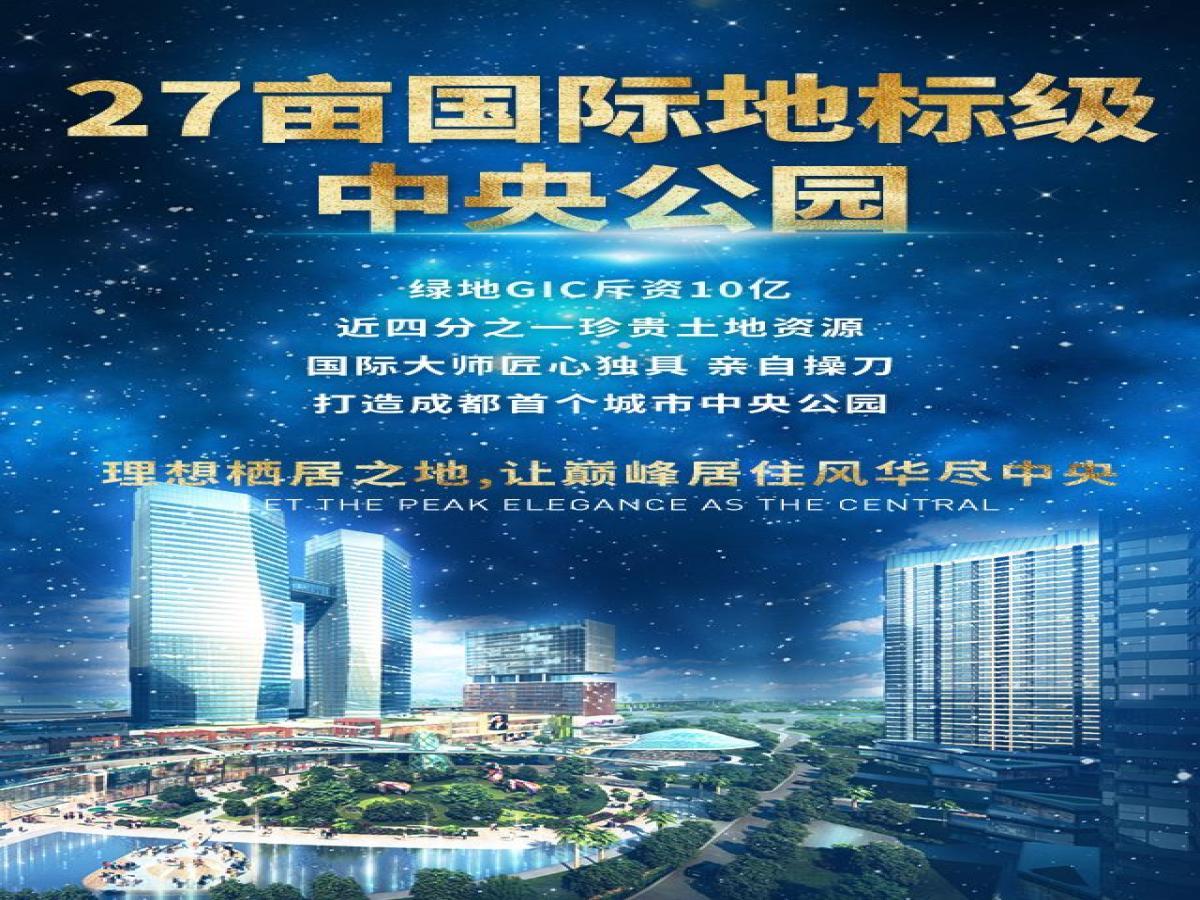 27亩国际地标级
中央公园
绿地GIC斥资10亿
近四分之一珍贵土地资源
国际大师匠心独具 亲自操刀
打造成都首个城市中央公园
理想栖居之地,让巅峰居住风华尽中央
LET THE PEAK ELEGANCE AS THE CENTRAL